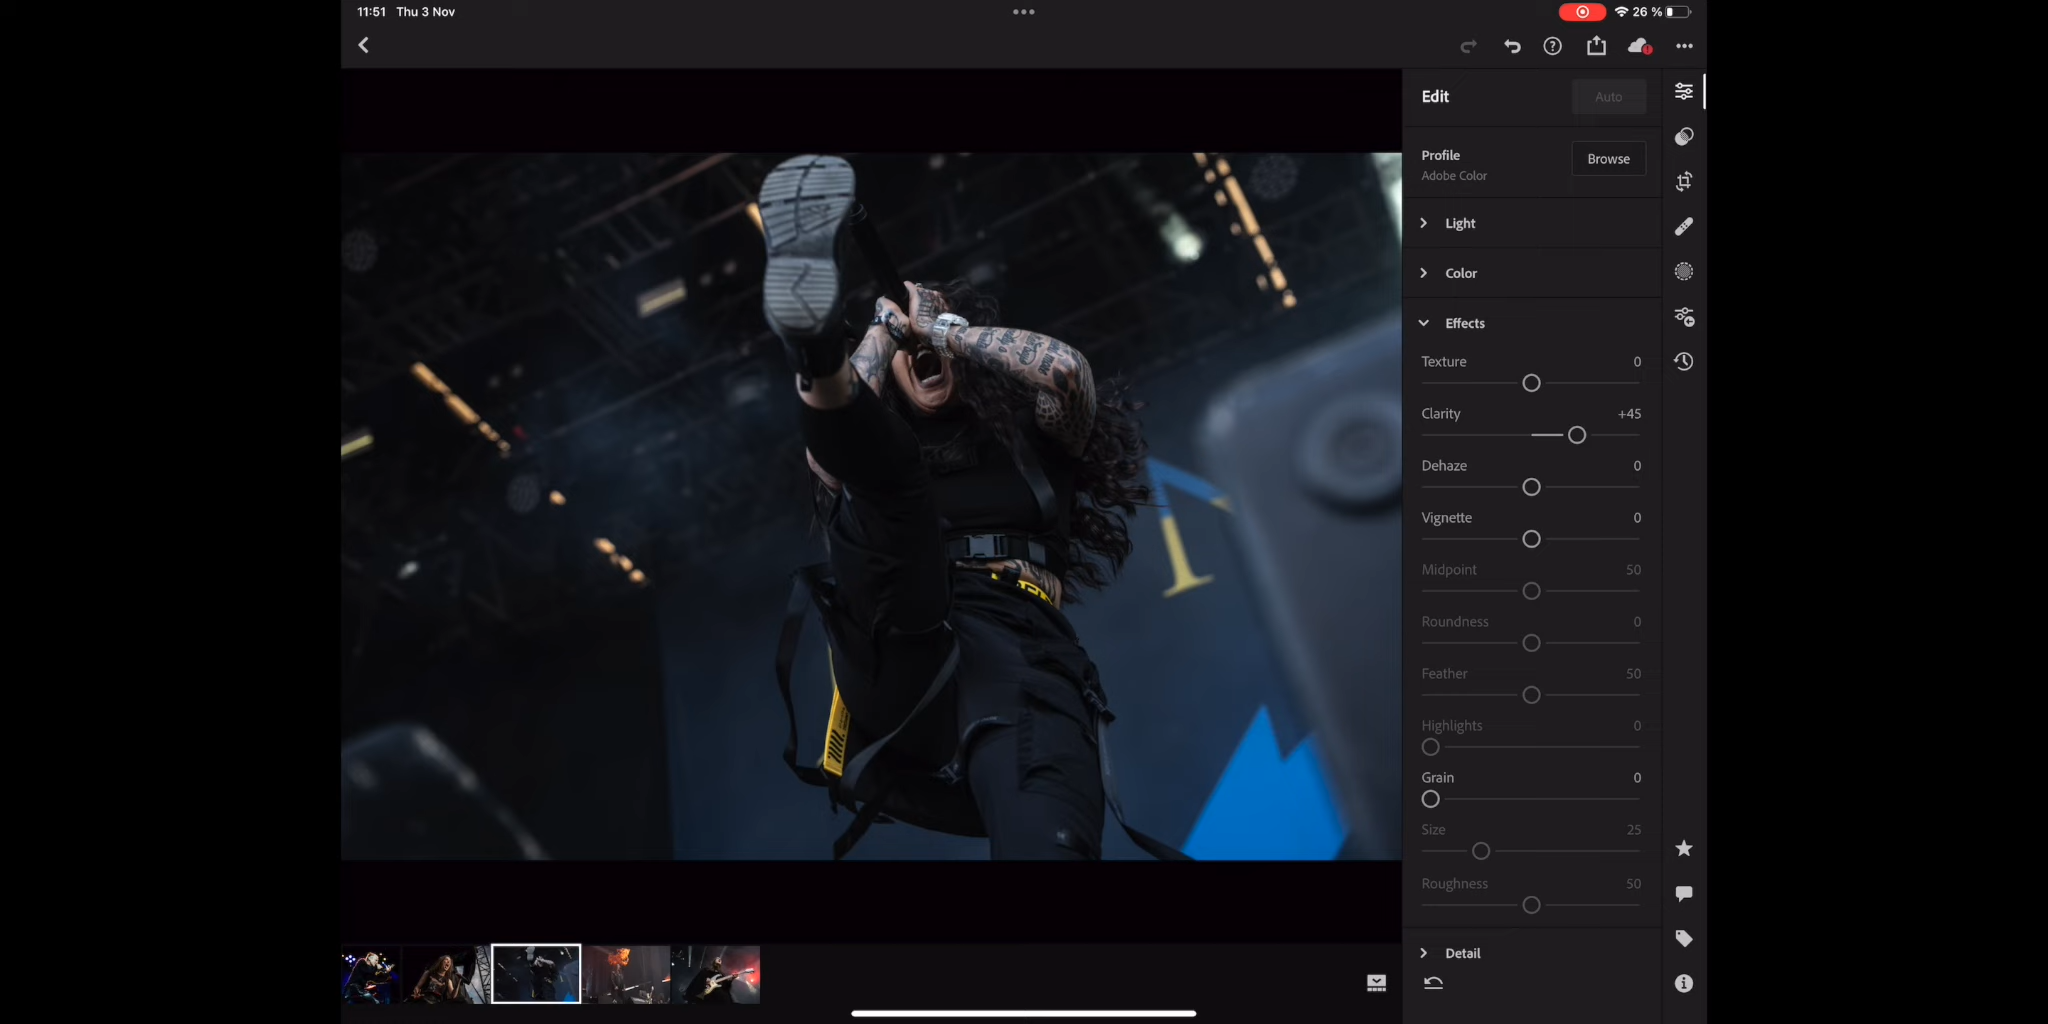 11:51 Thu 3 Nov
26 %
Edit
Auto
Profile
Browse
Adobe Color
Light
Color
Effects
Texture 0
Clarity +45
Dehaze 0
Vignette 0
Midpoint 50
Roundness 0
Feather 50
Highlights 0
Grain 0
Size 25
Roughness 50
Detail